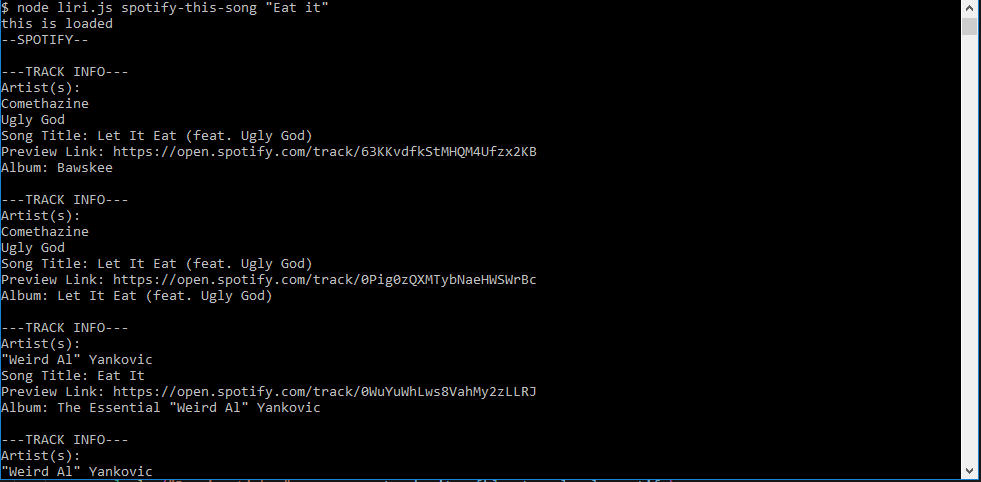 $ node liri.js spotify-this-song "Eat it"
this is loaded
--SPOTIFY--
---TRACK INFO---
Artist(s):
Comethazine
Ugly God
Song Title: Let It Eat (feat. Ugly God)
Preview Link: https://open.spotify.com/track/63KKvdfkStMHQM4Ufzx2KB
Album: Bawskee
---TRACK INFO---
Artist(s):
Comethazine
Ugly God
Song Title: Let It Eat (feat. Ugly God)
Preview Link: https://open.spotify.com/track/0Pig0zQXMTybNaeHWSWrBc
Album: Let It Eat (feat. Ugly God)
---TRACK INFO---
Artist(s):
"Weird Al" Yankovic
Song Title: Eat It
Preview Link: https://open.spotify.com/track/0WuYuWhLws8VahMy2zLLRJ
Album: The Essential "Weird Al" Yankovic
---TRACK INFO---
Artist(s):
"Weird Al" Yankovic